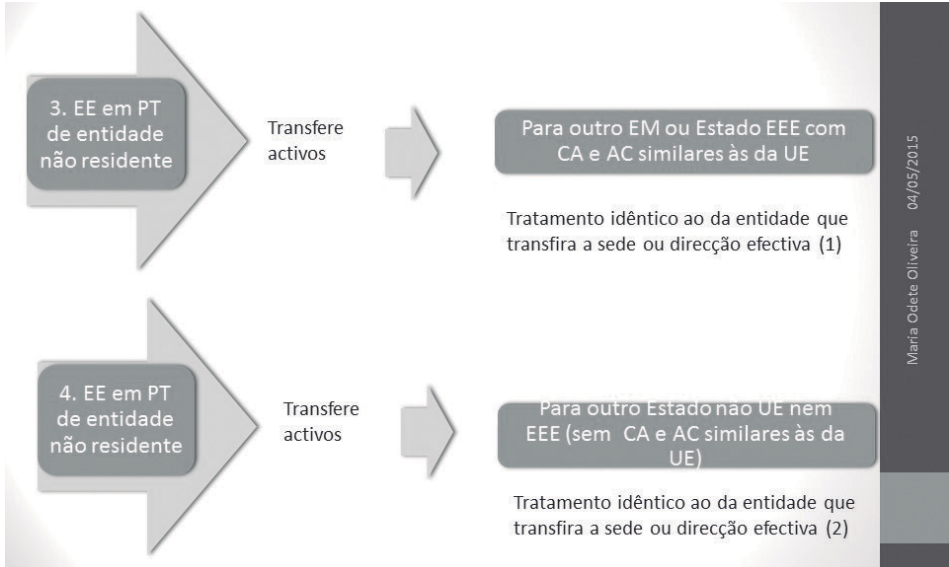 3. EE em PT
de entidade
não residente
Transfere
activos
Para outro EM ou Estado EEE com
CA e AC similares às da UE
Tratamento idêntico ao da entidade que
transfira a sede ou direcção efectiva (1)
4. EE em PT
de entidade
não residente
Transfere
activos
Para outro Estado não UE nem
EEE (sem CA e AC similares às da
UE)
Tratamento idêntico ao da entidade que
transfira a sede ou direcção efectiva (2)
Maria Odete Oliveira 04/05/2015